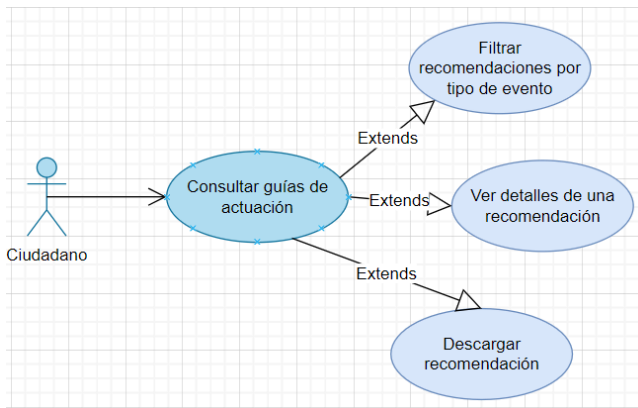 Filtrar
recomendaciones por
tipo de evento
Extends
Consultar guías de
actuación
Extends
Ver detalles de una
recomendación
Ciudadano
Extends
Descargar
recomendación